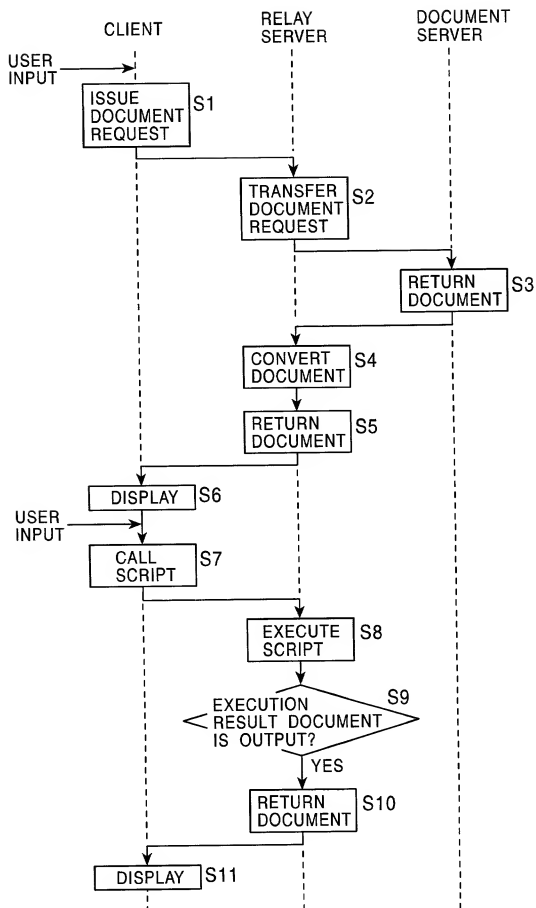 CLIENT
RELAY
SERVER
DOCUMENT
SERVER
USER
INPUT
ISSUE
DOCUMENT
REQUEST
S1
TRANSFER
DOCUMENT
REQUEST
S2
RETURN
DOCUMENT
S3
CONVERT
DOCUMENT
S4
RETURN
DOCUMENT
S5
DISPLAY
S6
USER
INPUT
CALL
SCRIPT
S7
EXECUTE
SCRIPT
S8
EXECUTION
RESULT DOCUMENT
IS OUTPUT?
S9
YES
RETURN
DOCUMENT
S10
DISPLAY
S11